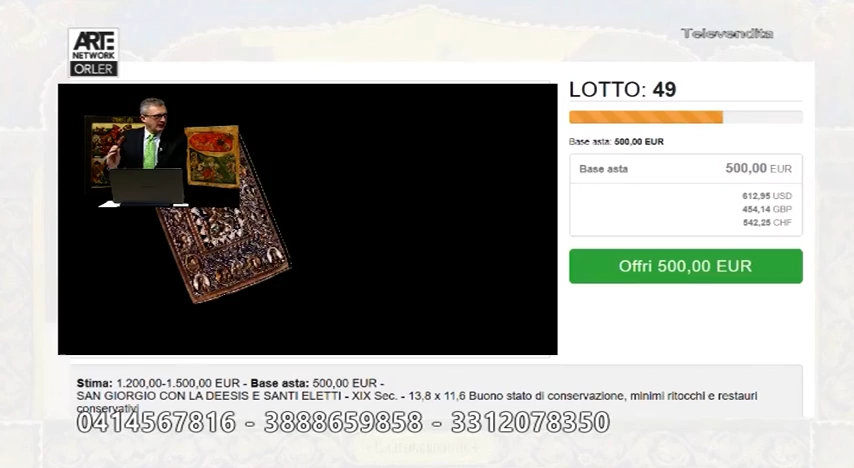 ARTE
NETWORK
ORLER
Televendita
LOTTO: 49
Base asta: 500,00 EUR
Base asta 500,00 EUR
612,95 USD
454,14 GBP
542,25 CHF
Offri 500,00 EUR
Stima: 1.200,00-1.500,00 EUR - Base asta: 500,00 EUR -
SAN GIORGIO CON LA DEESIS E SANTI ELETTI - XIX Sec. - 13,8 x 11,6 Buono stato di conservazione, minimi ritocchi e restauri
conservativi
0414567816 - 3888659858 - 3312078350